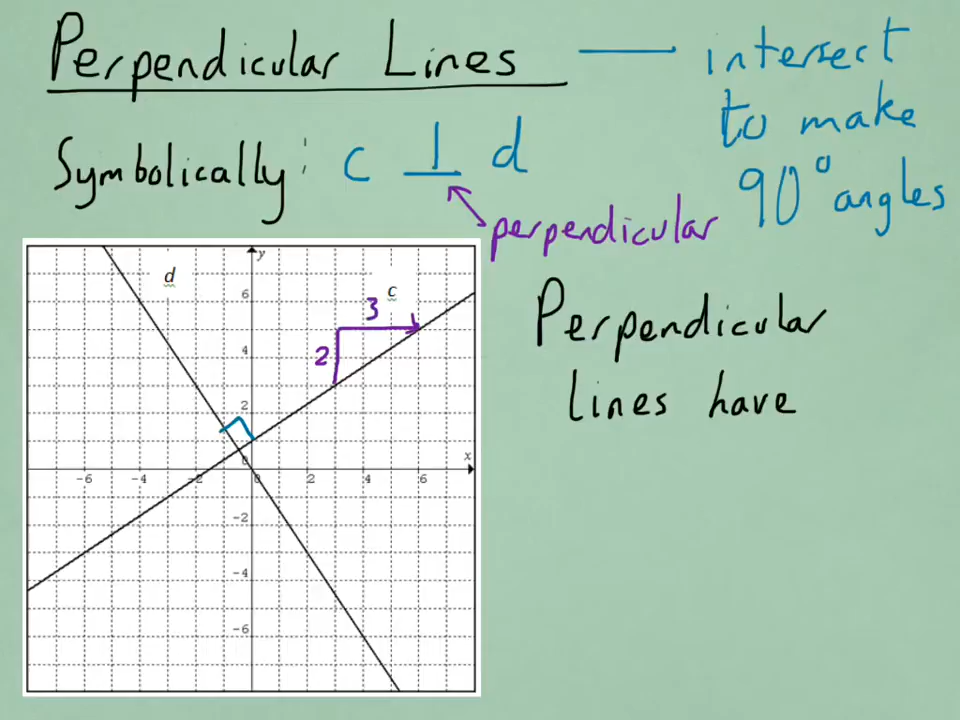 Perpendicular Lines — intersect
to make
90° angles
Symbolically: c ⊥ d
perpendicular
Perpendicular
lines have
d
c
y
x
3
2
6
4
2
0
-2
-4
-6
-6 -4 -2 0 2 4 6